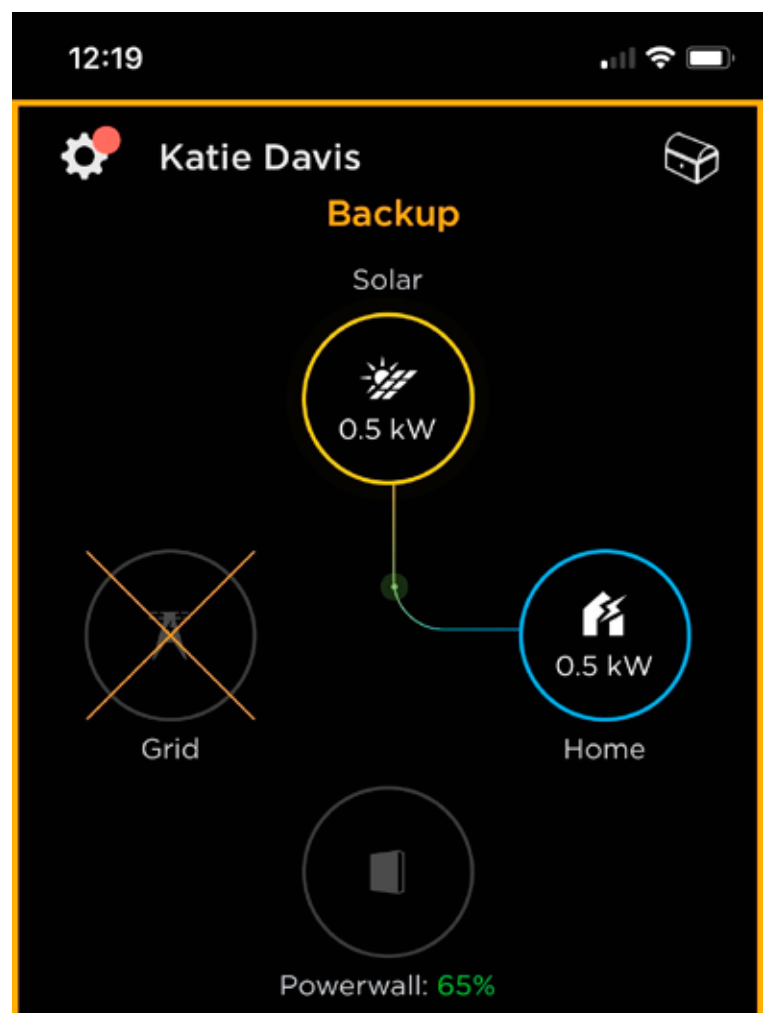 12:19
Katie Davis
Backup
Solar
0.5 kW
0.5 kW
Grid
Home
Powerwall: 65%